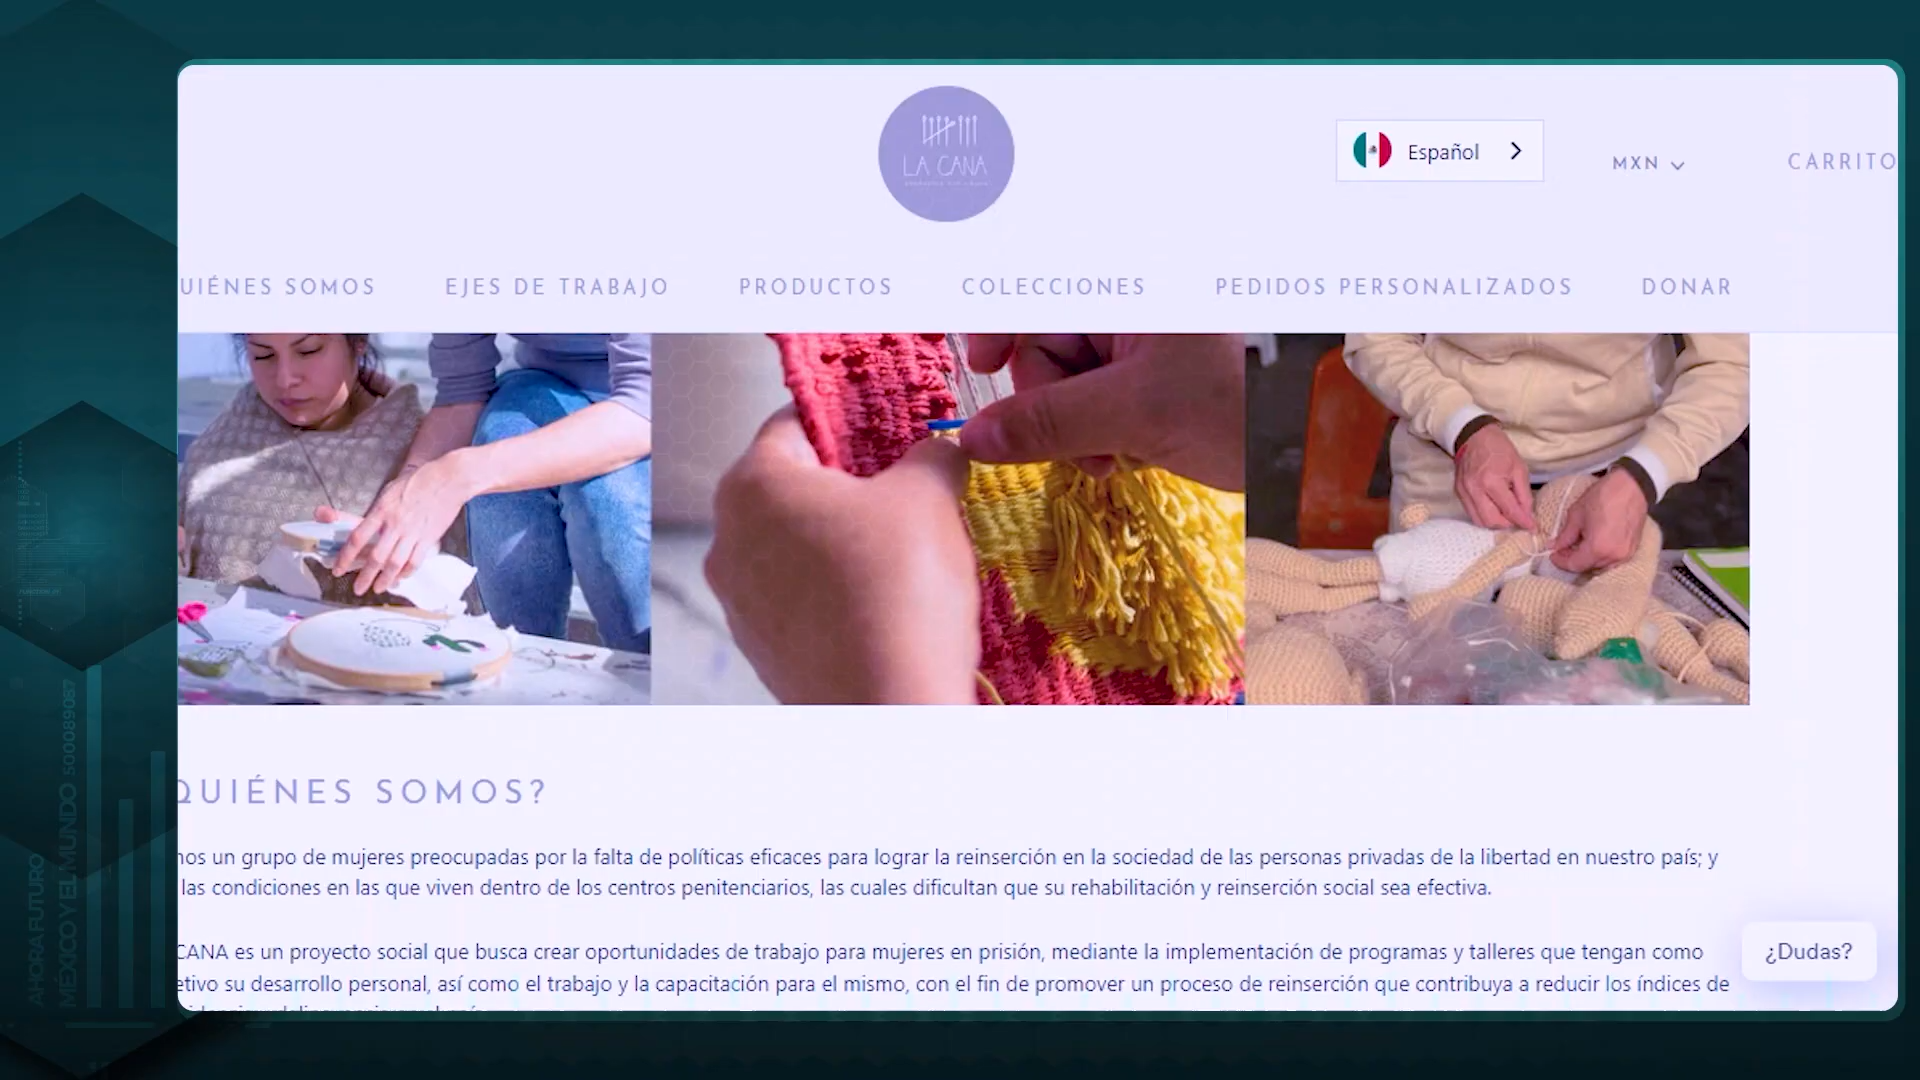 LA CANA
Español
MXN
CARRITO
UIÉNES SOMOS
EJES DE TRABAJO
PRODUCTOS
COLECCIONES
PEDIDOS PERSONALIZADOS
DONAR
QUIÉNES SOMOS?
nos un grupo de mujeres preocupadas por la falta de políticas eficaces para lograr la reinserción en la sociedad de las personas privadas de la libertad en nuestro país; y
las condiciones en las que viven dentro de los centros penitenciarios, las cuales dificultan que su rehabilitación y reinserción social sea efectiva.
CANA es un proyecto social que busca crear oportunidades de trabajo para mujeres en prisión, mediante la implementación de programas y talleres que tengan como
etivo su desarrollo personal, así como el trabajo y la capacitación para el mismo, con el fin de promover un proceso de reinserción que contribuya a reducir los índices de
¿Dudas?
AHORA FUTURO
MÉXICO Y EL MUNDO 500089087